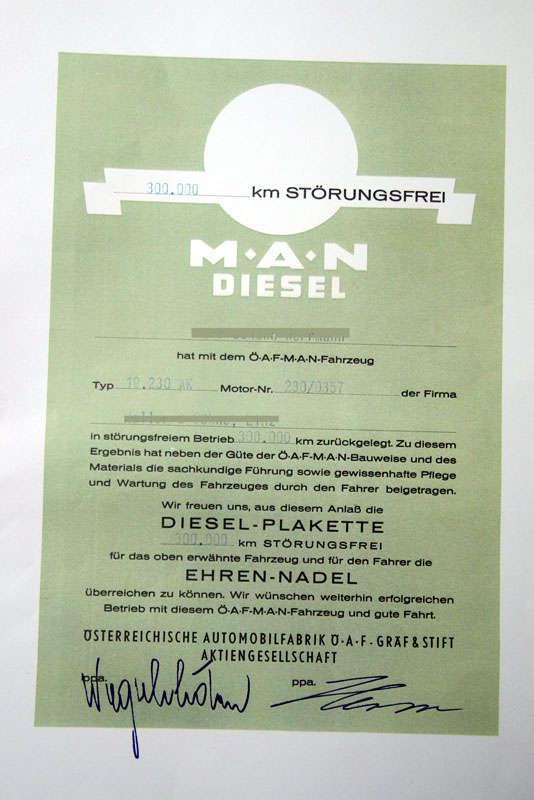 300.000 km STÖRUNGSFREI
M·A·N
DIESEL
hat mit dem Ö·A·F-M·A·N-Fahrzeug
Typ 19.230 AK Motor-Nr. 230/0357 der Firma
in störungsfreiem Betrieb 300.000 km zurückgelegt. Zu diesem
Ergebnis hat neben der Güte der Ö·A·F-M·A·N-Bauweise und des
Materials die sachkundige Führung sowie gewissenhafte Pflege
und Wartung des Fahrzeuges durch den Fahrer beigetragen.
Wir freuen uns, aus diesem Anlaß die
DIESEL-PLAKETTE
300.000 km STÖRUNGSFREI
für das oben erwähnte Fahrzeug und für den Fahrer die
EHREN-NADEL
überreichen zu können. Wir wünschen weiterhin erfolgreichen
Betrieb mit diesem Ö·A·F-M·A·N-Fahrzeug und gute Fahrt.
ÖSTERREICHISCHE AUTOMOBILFABRIK Ö·A·F-GRÄF & STIFT
AKTIENGESELLSCHAFT
ppa. ppa.